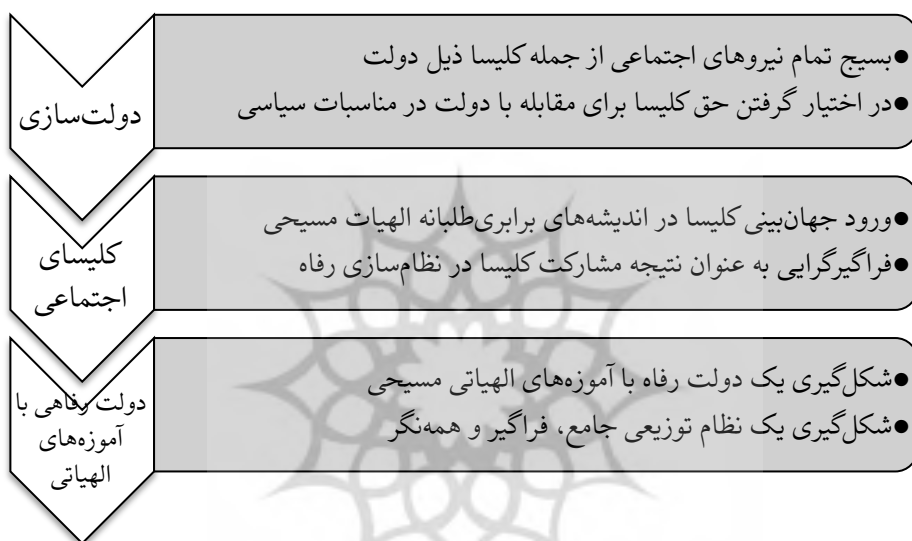 دولت‌سازی
●بسیج تمام نیروهای اجتماعی از جمله کلیسا ذیل دولت
●در اختیار گرفتن حق کلیسا برای مقابله با دولت در مناسبات سیاسی
کلیسای
اجتماعی
●ورود جهان‌بینی کلیسا در اندیشه‌های برابری‌طلبانه الهیات مسیحی
●فراگیرگرایی به عنوان نتیجه مشارکت کلیسا در نظام‌سازی رفاه
دولت رفاهی با
آموزه‌های
الهیاتی
●شکل‌گیری یک دولت رفاه با آموزه‌های الهیاتی مسیحی
●شکل‌گیری یک نظام توزیعی جامع، فراگیر و همه‌نگر